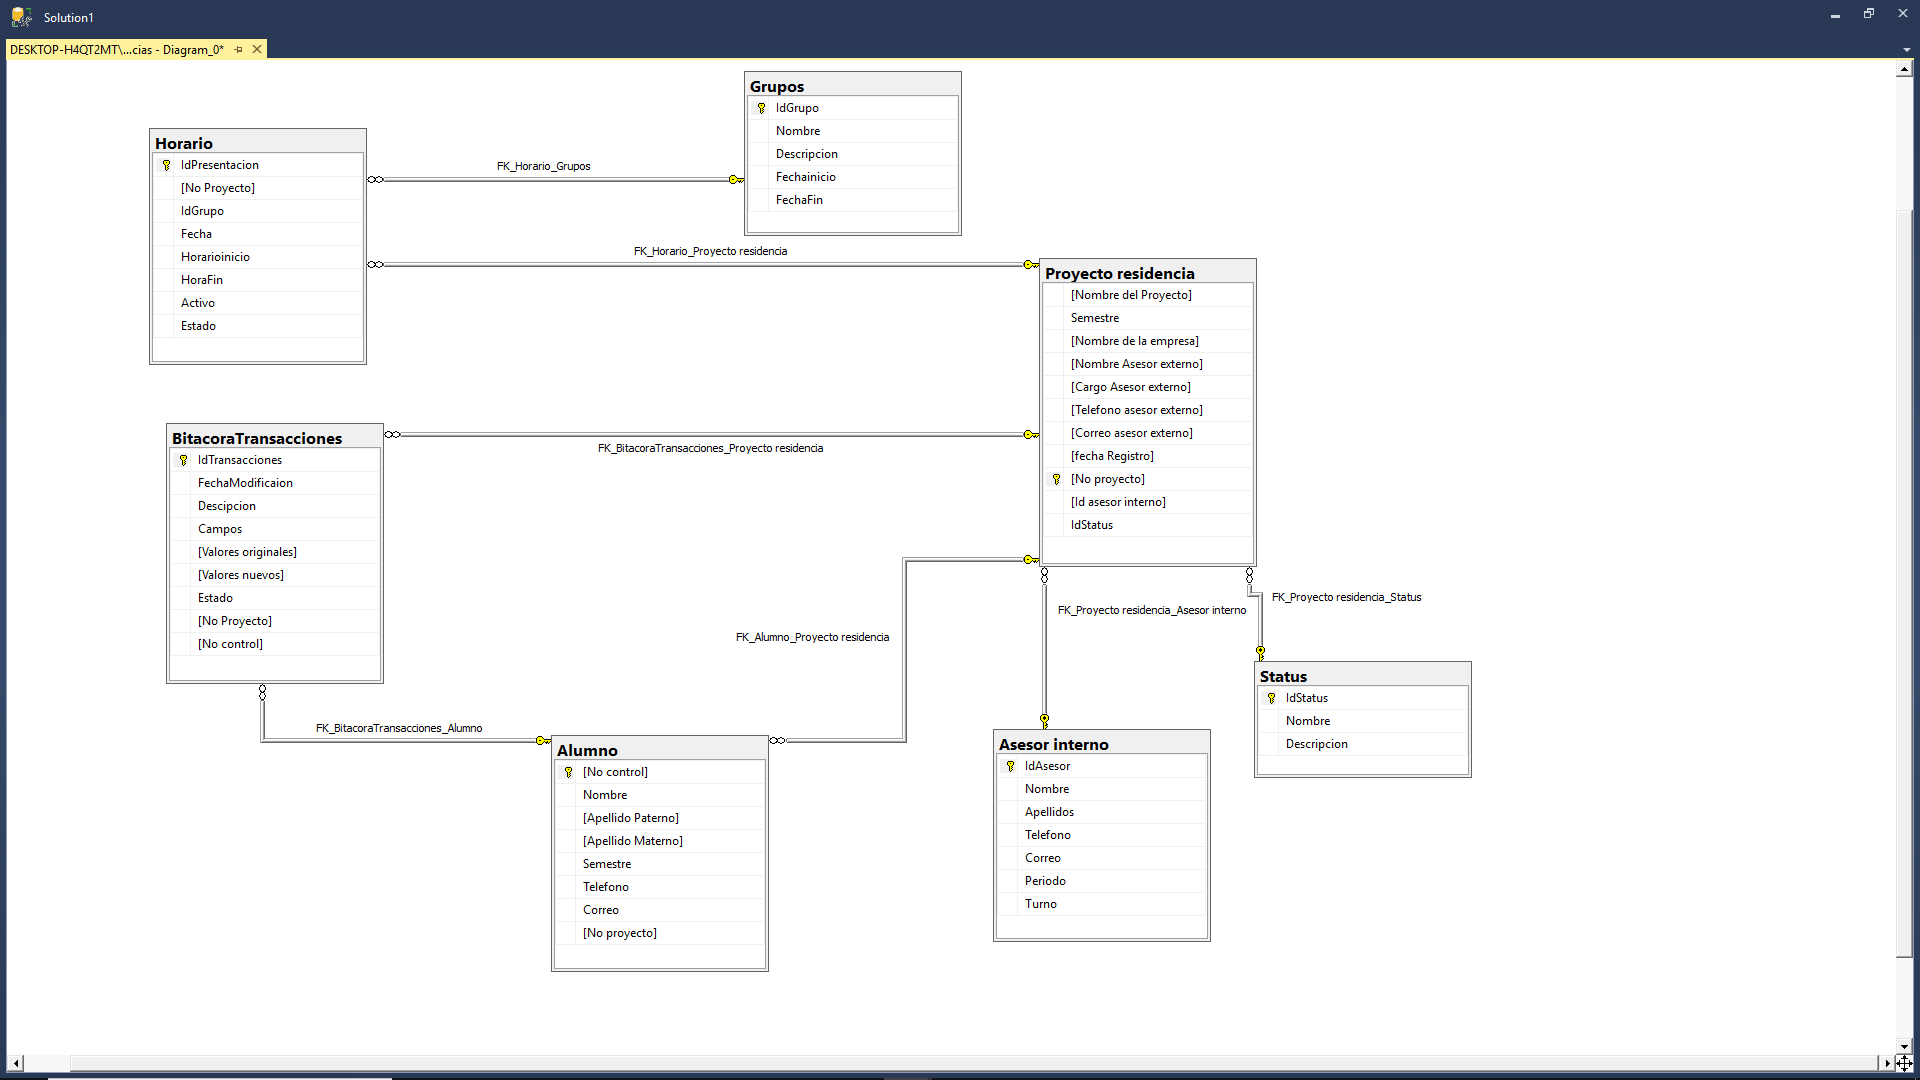 Solution1
DESKTOP-H4QT2MT\...cias - Diagram_0*
Grupos
IdGrupo
Nombre
Descripcion
Fechainicio
FechaFin
Horario
IdPresentacion
[No Proyecto]
IdGrupo
Fecha
Horarioinicio
HoraFin
Activo
Estado
FK_Horario_Grupos
FK_Horario_Proyecto residencia
Proyecto residencia
[Nombre del Proyecto]
Semestre
[Nombre de la empresa]
[Nombre Asesor externo]
[Cargo Asesor externo]
[Telefono asesor externo]
[Correo asesor externo]
[fecha Registro]
[No proyecto]
[Id asesor interno]
IdStatus
BitacoraTransacciones
IdTransacciones
FechaModificaion
Descipcion
Campos
[Valores originales]
[Valores nuevos]
Estado
[No Proyecto]
[No control]
FK_BitacoraTransacciones_Proyecto residencia
FK_Proyecto residencia_Asesor interno
FK_Proyecto residencia_Status
FK_Alumno_Proyecto residencia
FK_BitacoraTransacciones_Alumno
Status
IdStatus
Nombre
Descripcion
Alumno
[No control]
Nombre
[Apellido Paterno]
[Apellido Materno]
Semestre
Telefono
Correo
[No proyecto]
Asesor interno
IdAsesor
Nombre
Apellidos
Telefono
Correo
Periodo
Turno